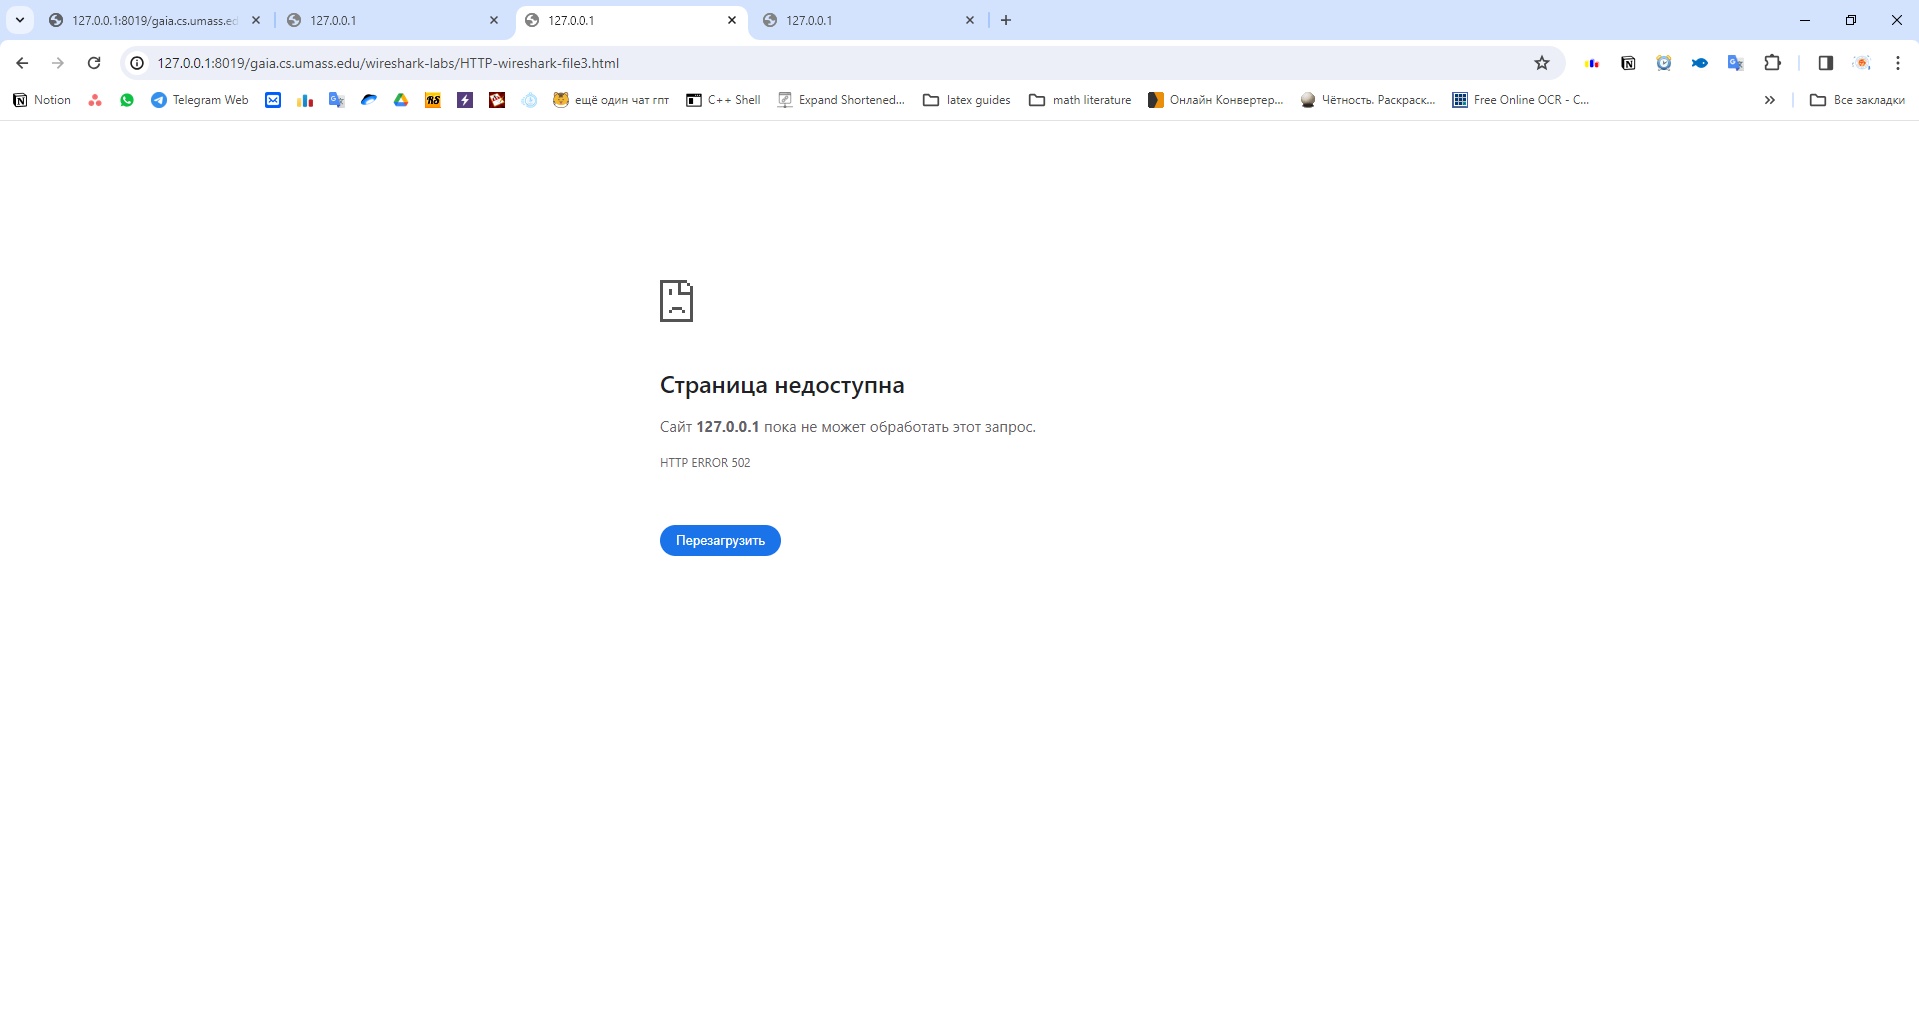 127.0.0.1:8019/gaia.cs.umass.ed
127.0.0.1
127.0.0.1
127.0.0.1
127.0.0.1:8019/gaia.cs.umass.edu/wireshark-labs/HTTP-wireshark-file3.html
Notion
Telegram Web
RS
ещё один чат гпт
C++ Shell
Expand Shortened...
latex guides
math literature
Онлайн Конвертер...
Чётность. Раскраск...
Free Online OCR - C...
Все закладки
Страница недоступна
Сайт 127.0.0.1 пока не может обработать этот запрос.
HTTP ERROR 502
Перезагрузить